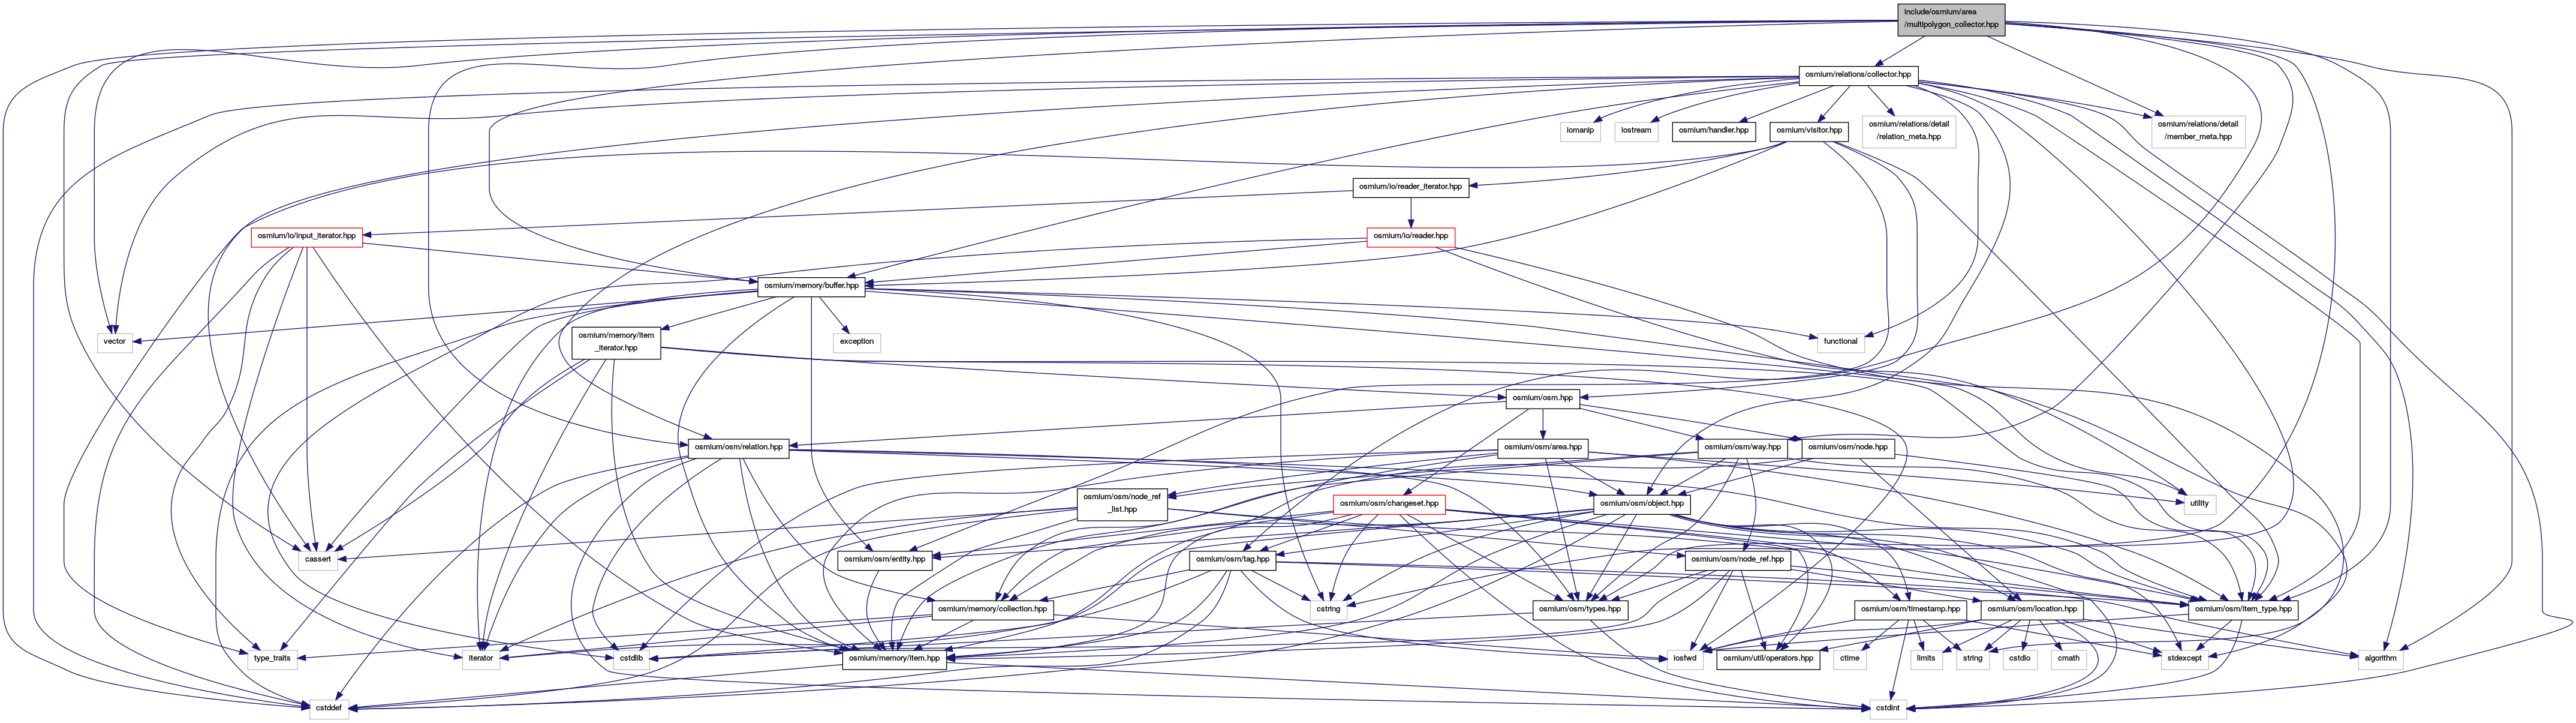 include/osmium/area
/multipolygon_collector.hpp
osmium/relations/collector.hpp
iomanip
iostream
osmium/handler.hpp
osmium/visitor.hpp
osmium/relations/detail
/relation_meta.hpp
osmium/relations/detail
/member_meta.hpp
osmium/io/reader_iterator.hpp
osmium/io/input_iterator.hpp
osmium/io/reader.hpp
osmium/memory/buffer.hpp
vector
osmium/memory/item
_iterator.hpp
exception
functional
osmium/osm.hpp
osmium/osm/relation.hpp
osmium/osm/area.hpp
osmium/osm/way.hpp
osmium/osm/node.hpp
osmium/osm/node_ref
_list.hpp
osmium/osm/changeset.hpp
osmium/osm/object.hpp
utility
cassert
osmium/osm/entity.hpp
osmium/osm/tag.hpp
osmium/osm/node_ref.hpp
osmium/memory/collection.hpp
cstring
osmium/osm/types.hpp
osmium/osm/timestamp.hpp
osmium/osm/location.hpp
osmium/osm/item_type.hpp
type_traits
iterator
cstdlib
osmium/memory/item.hpp
iosfwd
osmium/util/operators.hpp
ctime
limits
string
cstdio
cmath
stdexcept
algorithm
cstddef
cstdint